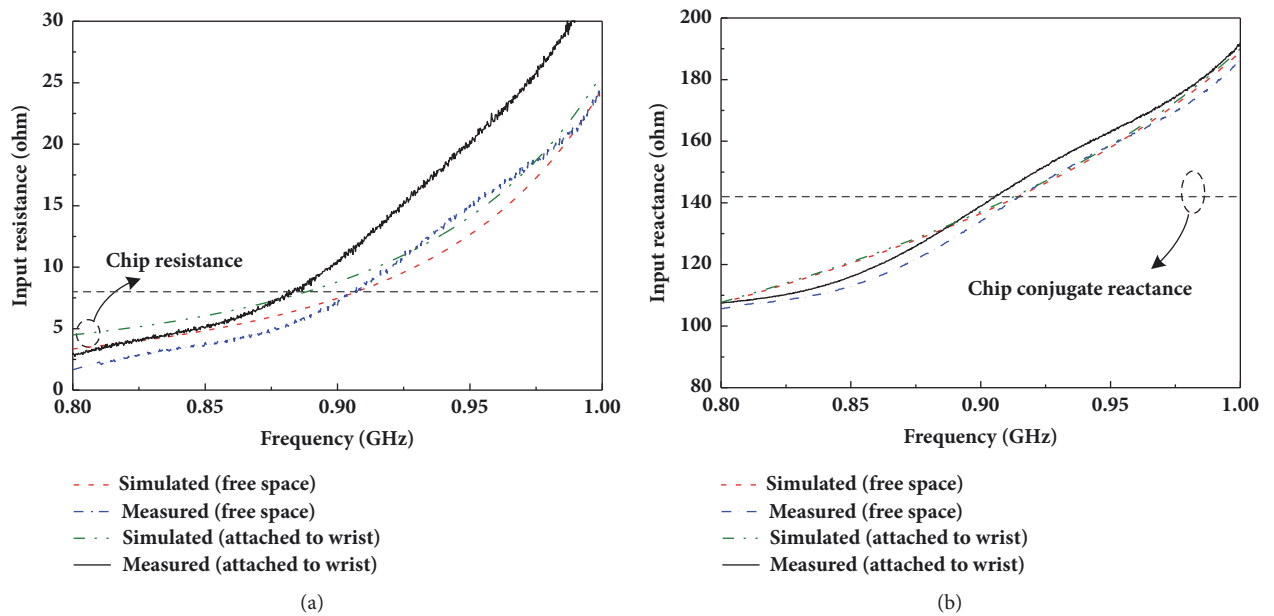 30
25
20
15
10
5
0
Input resistance (ohm)
Chip resistance
0.80 0.85 0.90 0.95 1.00
Frequency (GHz)
Simulated (free space)
Measured (free space)
Simulated (attached to wrist)
Measured (attached to wrist)
(a)
200
180
160
140
120
100
80
Input reactance (ohm)
Chip conjugate reactance
0.80 0.85 0.90 0.95 1.00
Frequency (GHz)
Simulated (free space)
Measured (free space)
Simulated (attached to wrist)
Measured (attached to wrist)
(b)